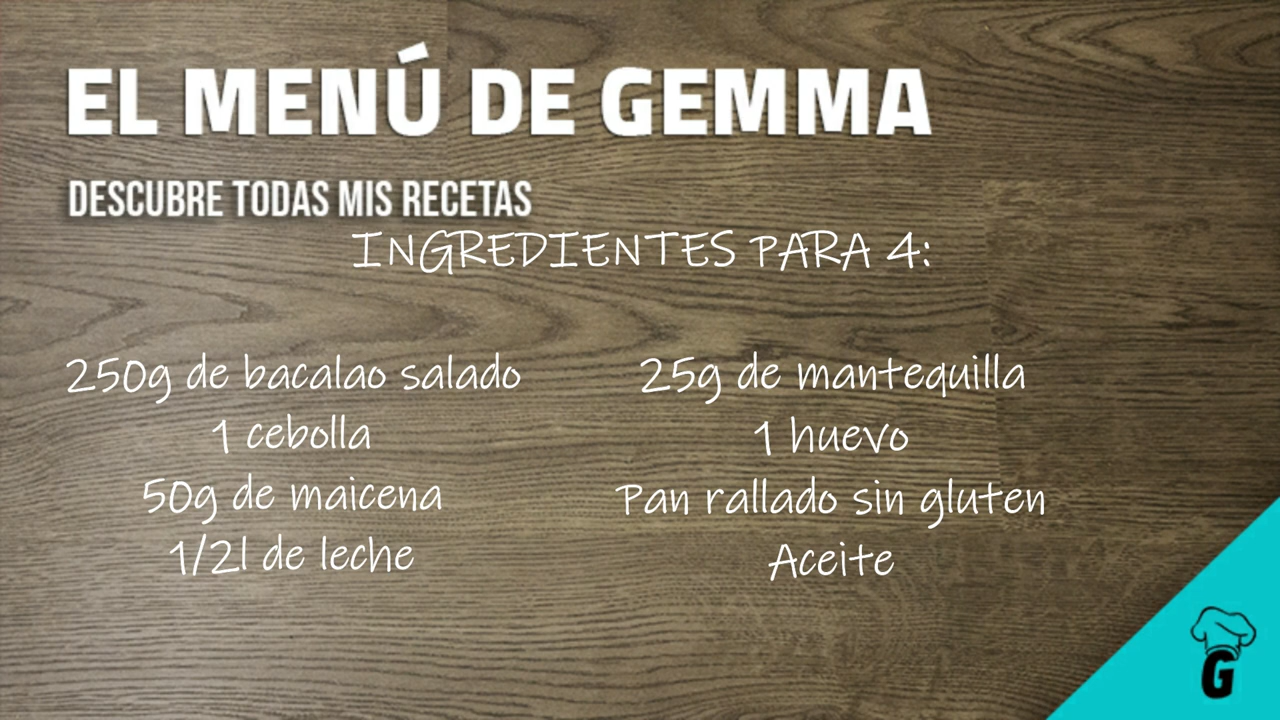 EL MENÚ DE GEMMA
DESCUBRE TODAS MIS RECETAS
INGREDIENTES PARA 4:
250g de bacalao salado
1 cebolla
50g de maicena
1/2l de leche
25g de mantequilla
1 huevo
Pan rallado sin gluten
Aceite
G